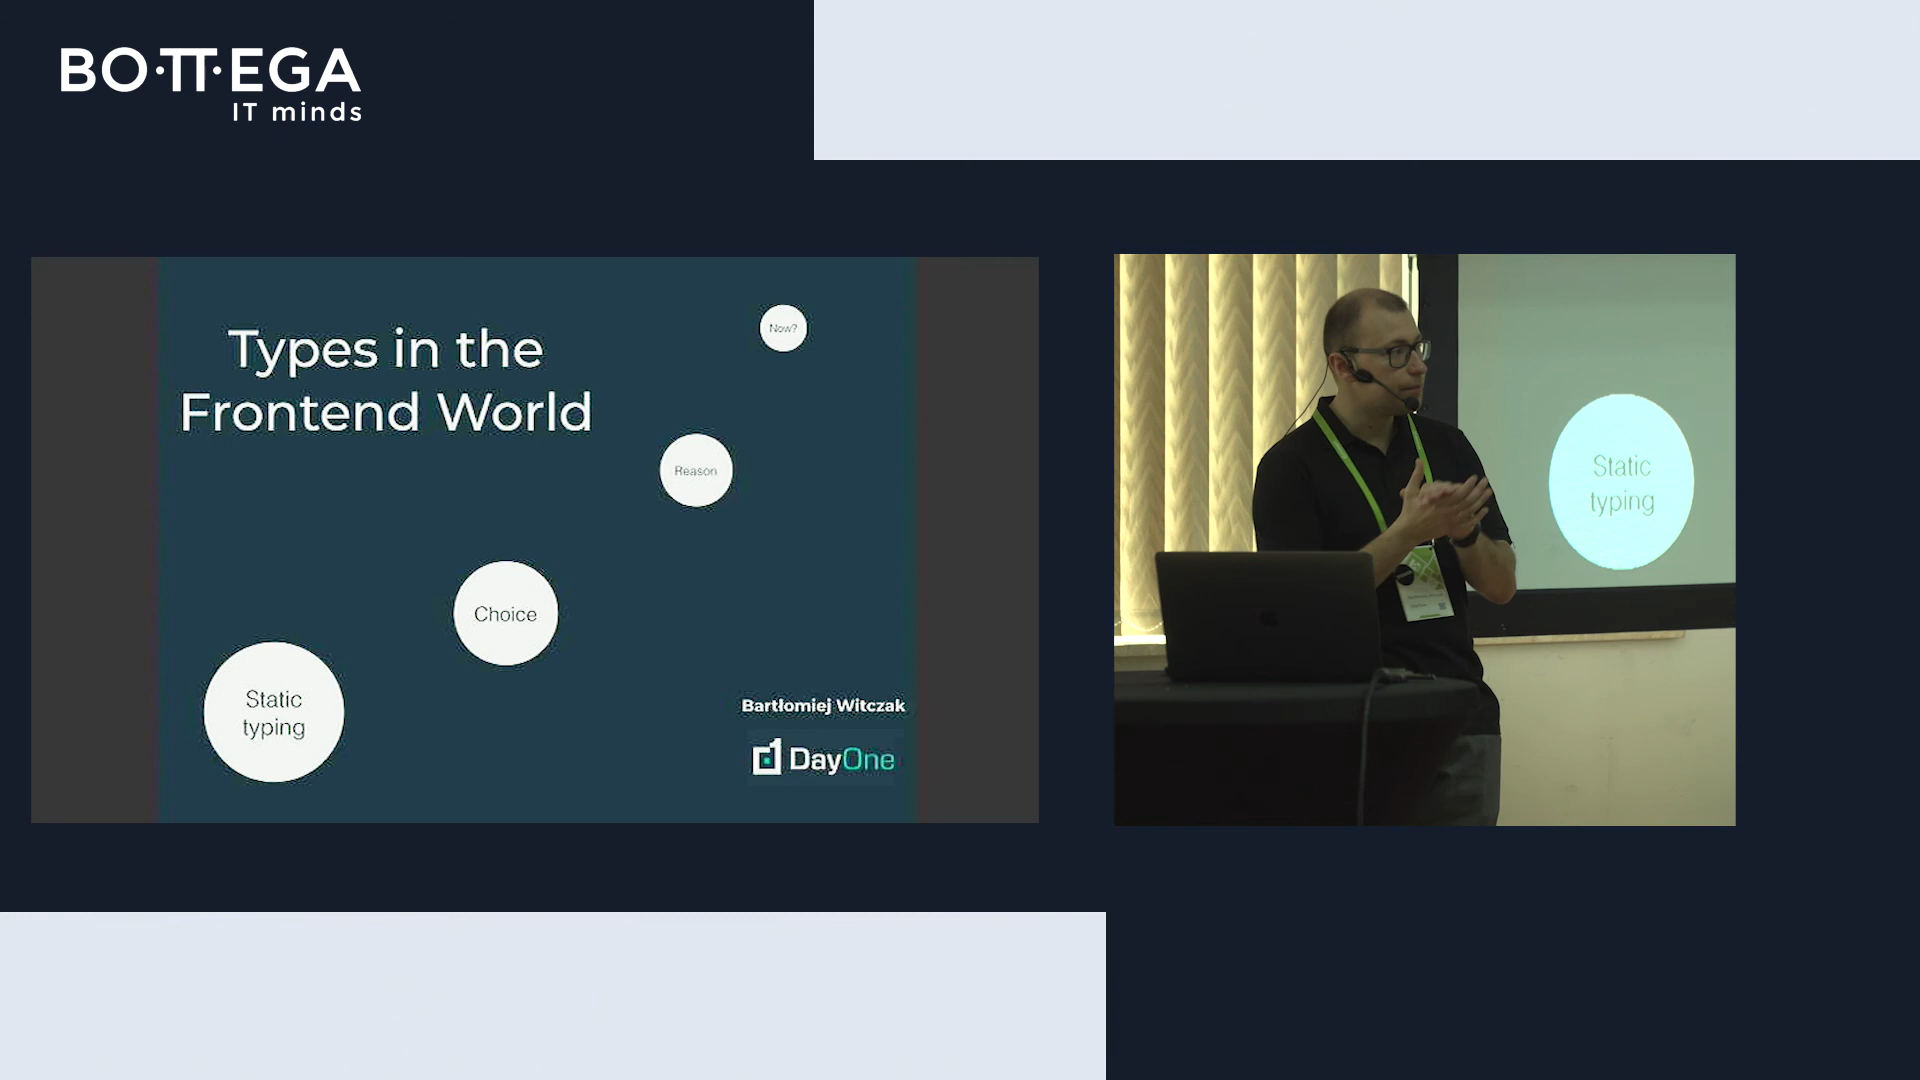 BO·TT·EGA
IT minds
Types in the
Frontend World
Now?
Reason
Choice
Static
typing
Bartłomiej Witczak
DayOne
Static
typing